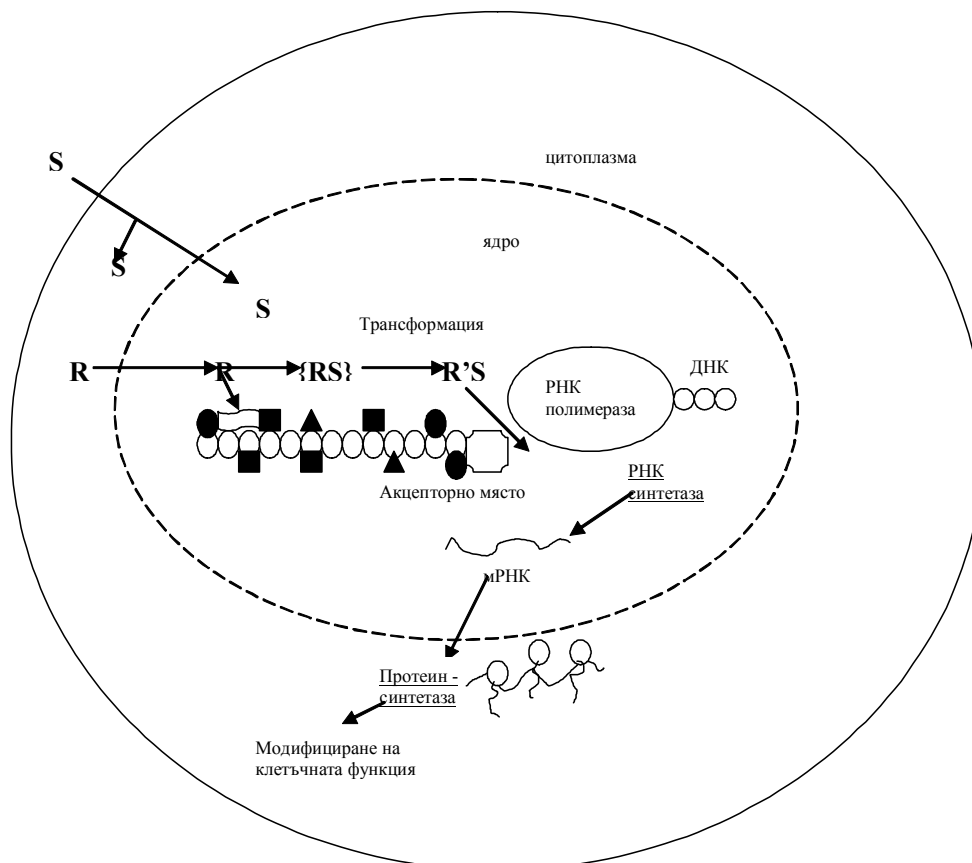 цитоплазма
S
ядро
S
S
Трансформация
R
R
{RS}
R’S
РНК
полимераза
ДНК
Акцепторно място
РНК
синтетаза
мРНК
Протеин -
синтетаза
Модифициране на
клетъчната функция